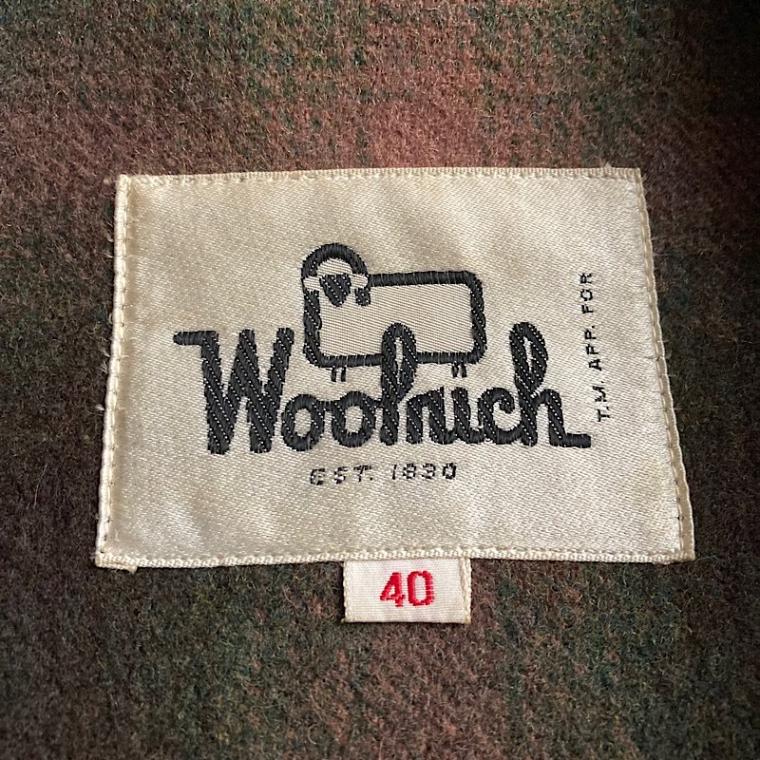 Woolrich
EST. 1830
T.M. APP. FOR
40